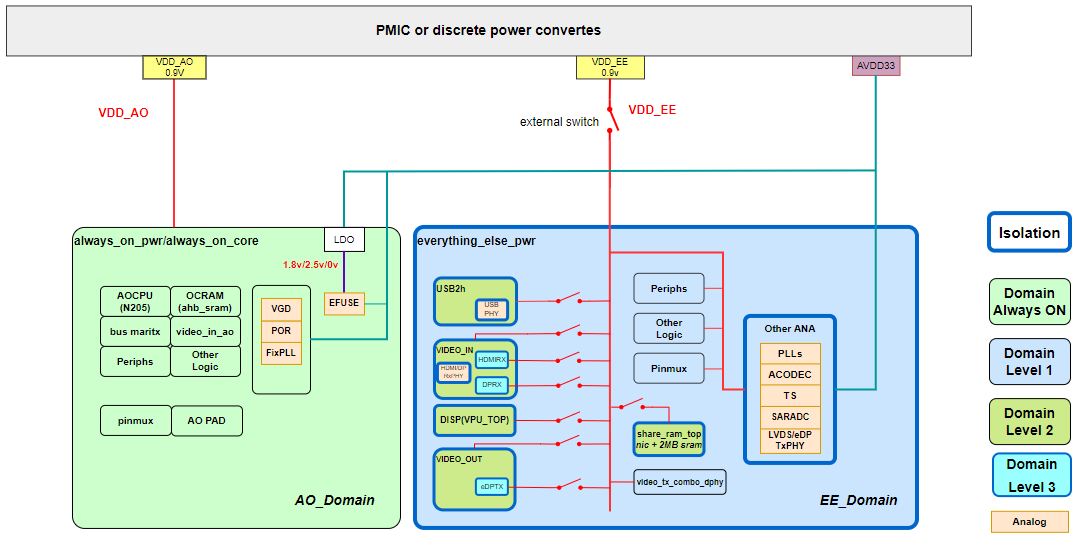 PMIC or discrete power convertes
VDD_AO
0.9V
VDD_EE
0.9v
AVDD33
VDD_AO
VDD_EE
external switch
always_on_pwr/always_on_core
LDO
1.8v/2.5v/0v
EFUSE
AOCPU
(N205)
OCRAM
(ahb_sram)
bus maritx
video_in_ao
Periphs
Other
Logic
pinmux
AO PAD
VGD
POR
FixPLL
AO_Domain
everything_else_pwr
USB2h
USB
PHY
VIDEO_IN
HDMIRX
HDMI/DP
RxPHY
DPRX
DISP(VPU_TOP)
VIDEO_OUT
eDPTX
Periphs
Other
Logic
Pinmux
share_ram_top
nic + 2MB sram
video_tx_combo_dphy
Other ANA
PLLs
ACODEC
TS
SARADC
LVDS/eDP
TxPHY
EE_Domain
Isolation
Domain
Always ON
Domain
Level 1
Domain
Level 2
Domain
Level 3
Analog